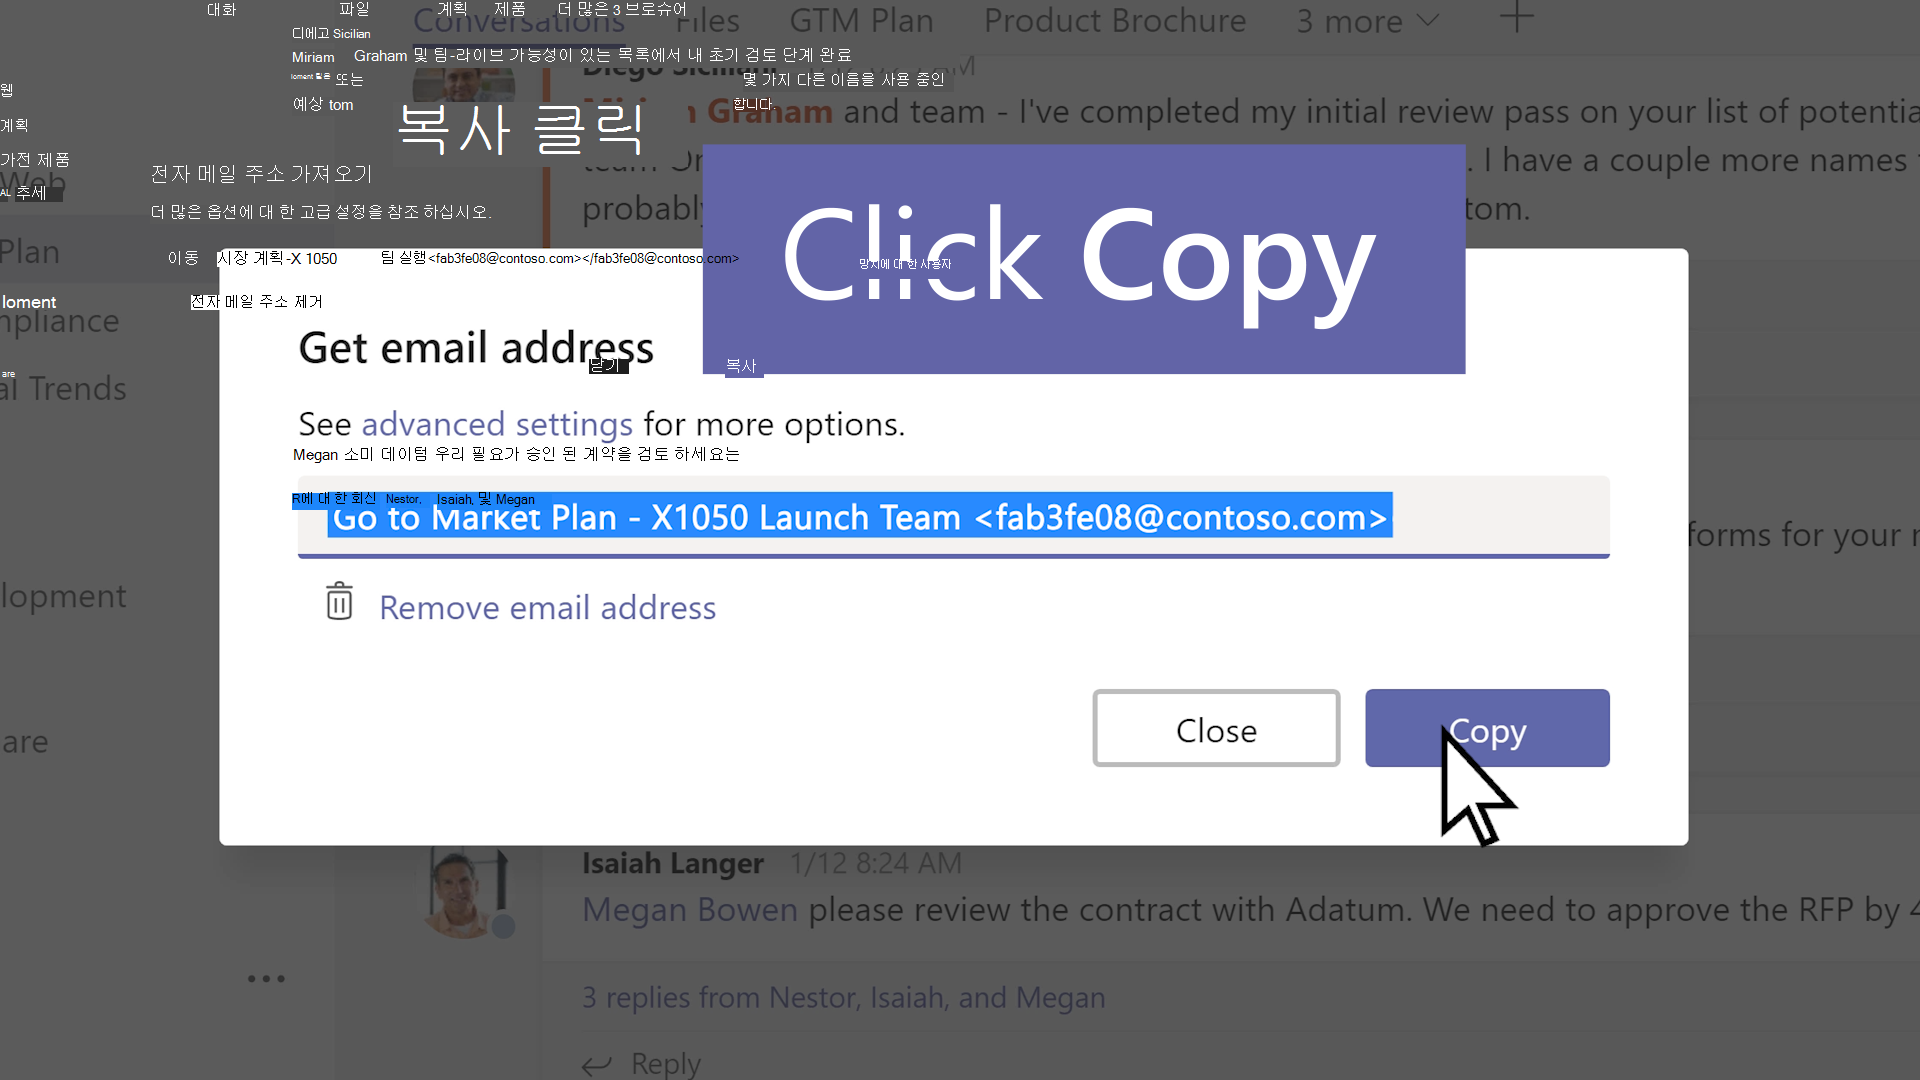 대화 파일 계획 제품 더 많은 3 브로슈어
Conversations Files GTM Plan Product Brochure 3 more
디에고 Sicilian
Miriam Graham 및 팀-라이브 가능성이 있는 목록에서 내 초기 검토 단계 완료
Diego AM
loment 또는 몇 가지 다른 이름을 사용 중인
웹
예상 tom 합니다.
Graham and team - I've completed my initial review pass on your list of potential
계획
복사 클릭
가전 제품
team . I have a couple more names
전자 메일 주소 가져오기
Web
AL 추세
더 많은 옵션에 대 한 고급 설정을 참조 하십시오.
probably tom.
Click Copy
Plan
이동 시장 계획-X 1050 팀 실행<fab3fe08@contoso.com></fab3fe08@contoso.com>
loment 전자 메일 주소 제거
mpliance
Get email address
닫기 복사
are
al Trends
See advanced settings for more options.
Megan 소미 데이텀 우리 필요가 승인 된 계약을 검토 하세요는
R에 대 한 회신 Nestor, Isaiah, 및 Megan
Go to Market Plan - X1050 Launch Team <fab3fe08@contoso.com>
forms for your
lopment
Remove email address
Close Copy
are
Isaiah Langer 1/12 8:24 AM
Megan Bowen please review the contract with Adatum. We need to approve the RFP by 4
3 replies from Nestor, Isaiah, and Megan
Reply